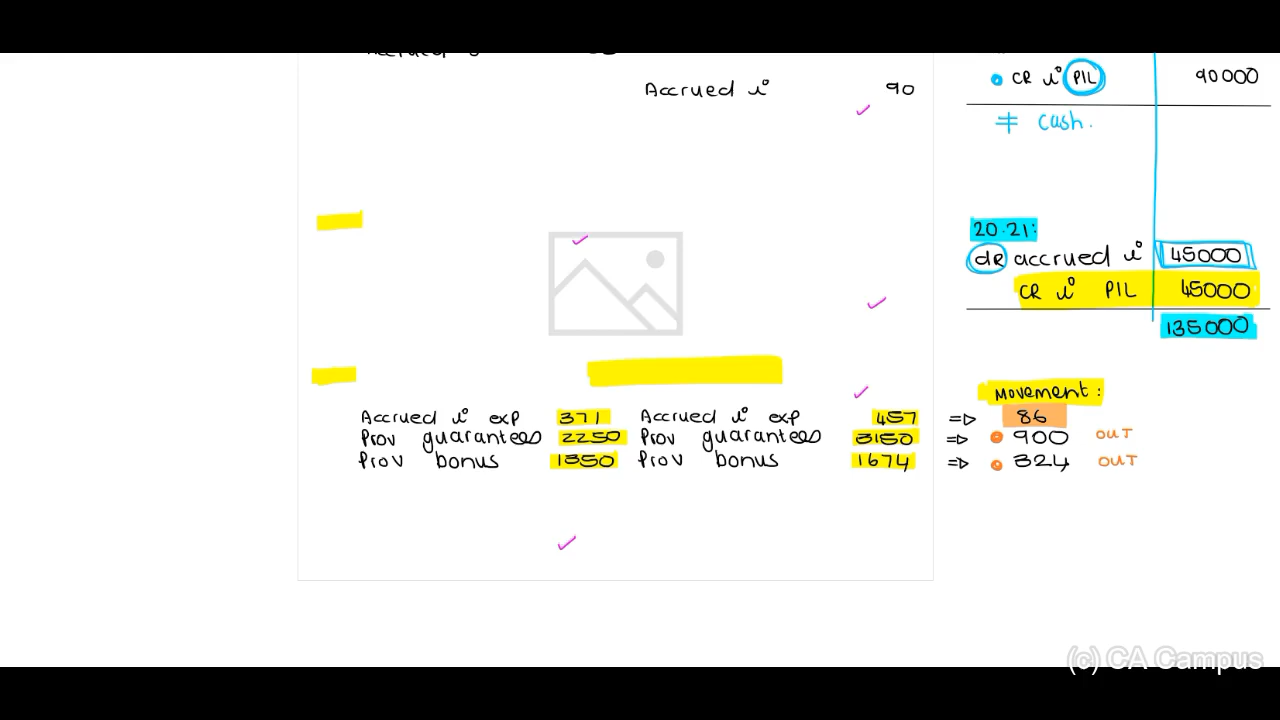 Accrued i
CR i PIL 90000
Accrued i 90
≠ cash.
20.21:
dR accrued i 45000
CR i PIL 45000
135000
Movement:
Accrued i exp 371 Accrued i exp 457 => 86
Prov guarantees 2250 Prov guarantees 3150 => 900 OUT
Prov bonus 1350 Prov bonus 1674 => 324 OUT
(c) CA Campus